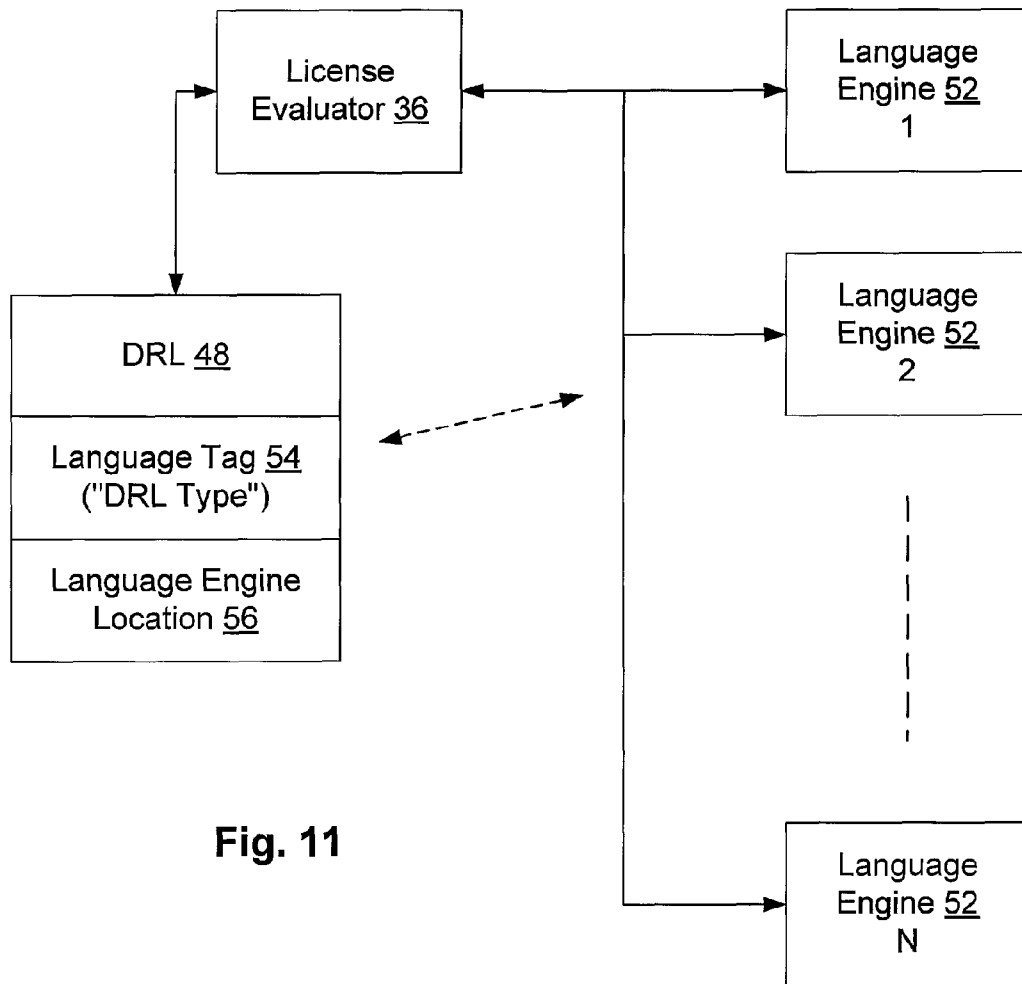 License
Evaluator 36
Language
Engine 52
1
Language
Engine 52
2
DRL 48
Language Tag 54
("DRL Type")
Language Engine
Location 56
Fig. 11
Language
Engine 52
N